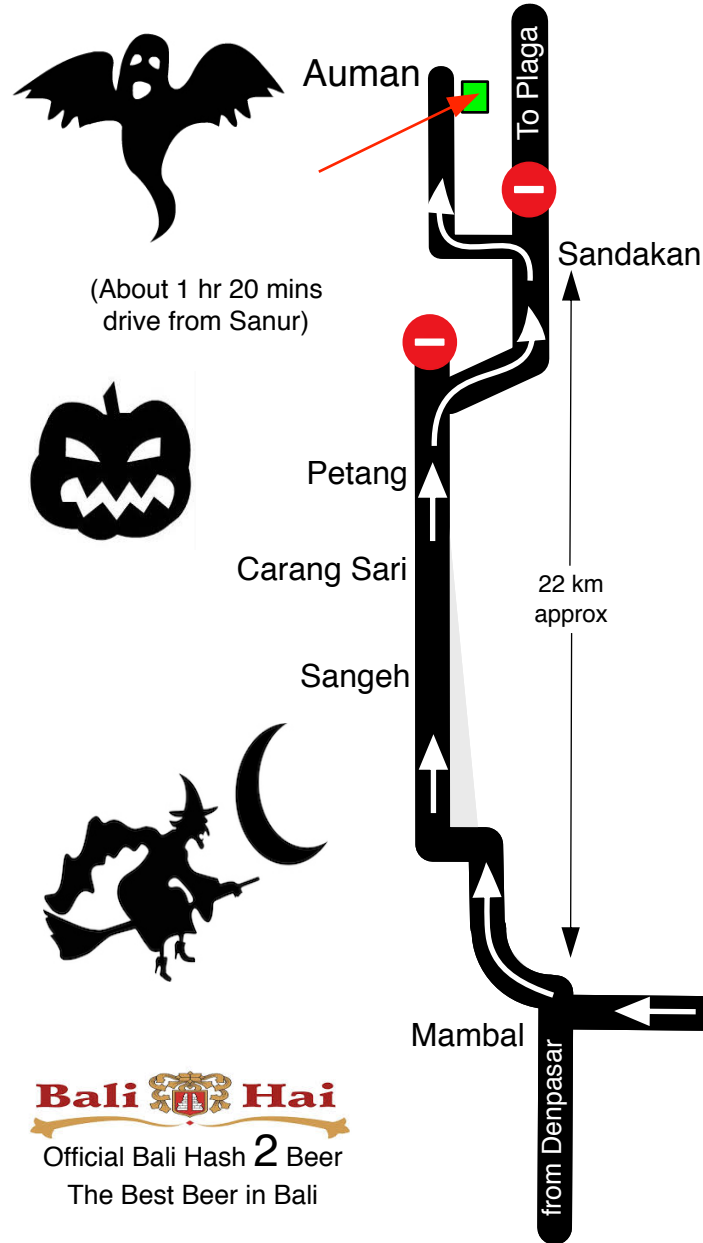 Auman
To Plaga
Sandakan
(About 1 hr 20 mins
drive from Sanur)
Petang
Carang Sari
22 km
approx
Sangeh
Mambal
from Denpasar
Bali Hai
Official Bali Hash 2 Beer
The Best Beer in Bali